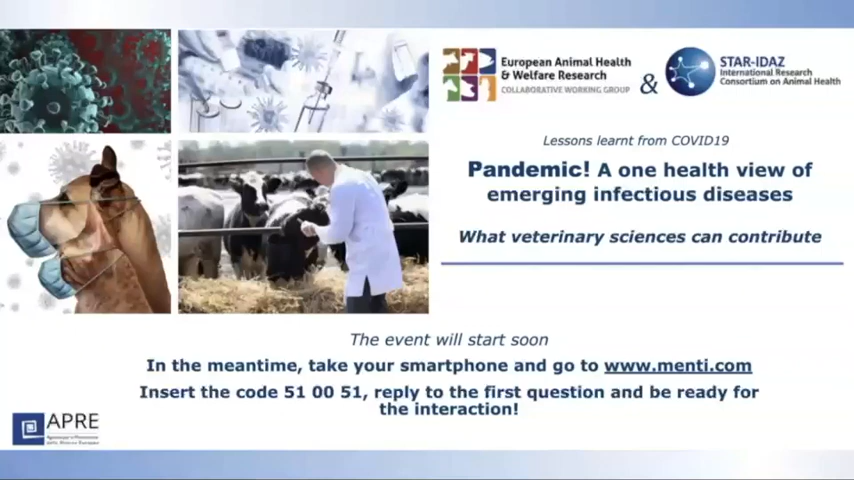 European Animal Health
& Welfare Research
COLLABORATIVE WORKING GROUP
&
STAR-IDAZ
International Research
Consortium on Animal Health
Lessons learnt from COVID19
Pandemic! A one health view of
emerging infectious diseases
What veterinary sciences can contribute
The event will start soon
In the meantime, take your smartphone and go to www.menti.com
Insert the code 51 00 51, reply to the first question and be ready for
the interaction!
APRE